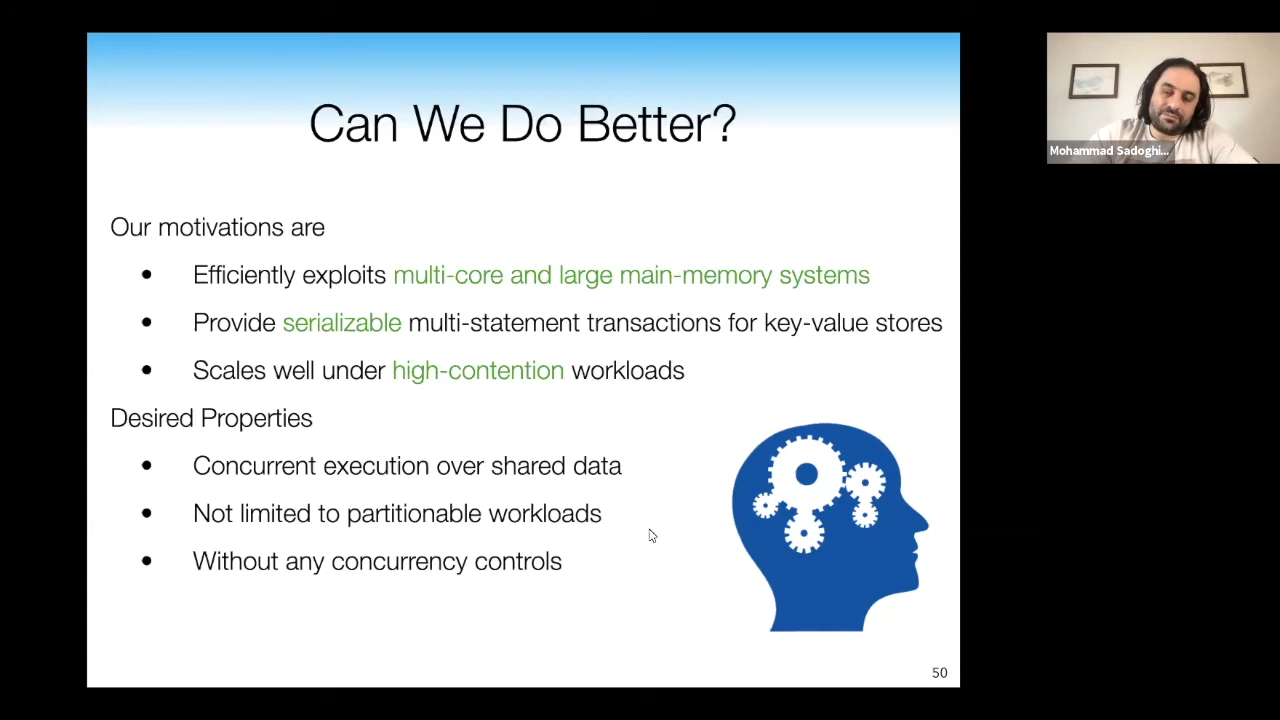 Can We Do Better?
Mohammad Sadoghi...
Our motivations are
• Efficiently exploits multi-core and large main-memory systems
• Provide serializable multi-statement transactions for key-value stores
• Scales well under high-contention workloads
Desired Properties
• Concurrent execution over shared data
• Not limited to partitionable workloads
• Without any concurrency controls
50